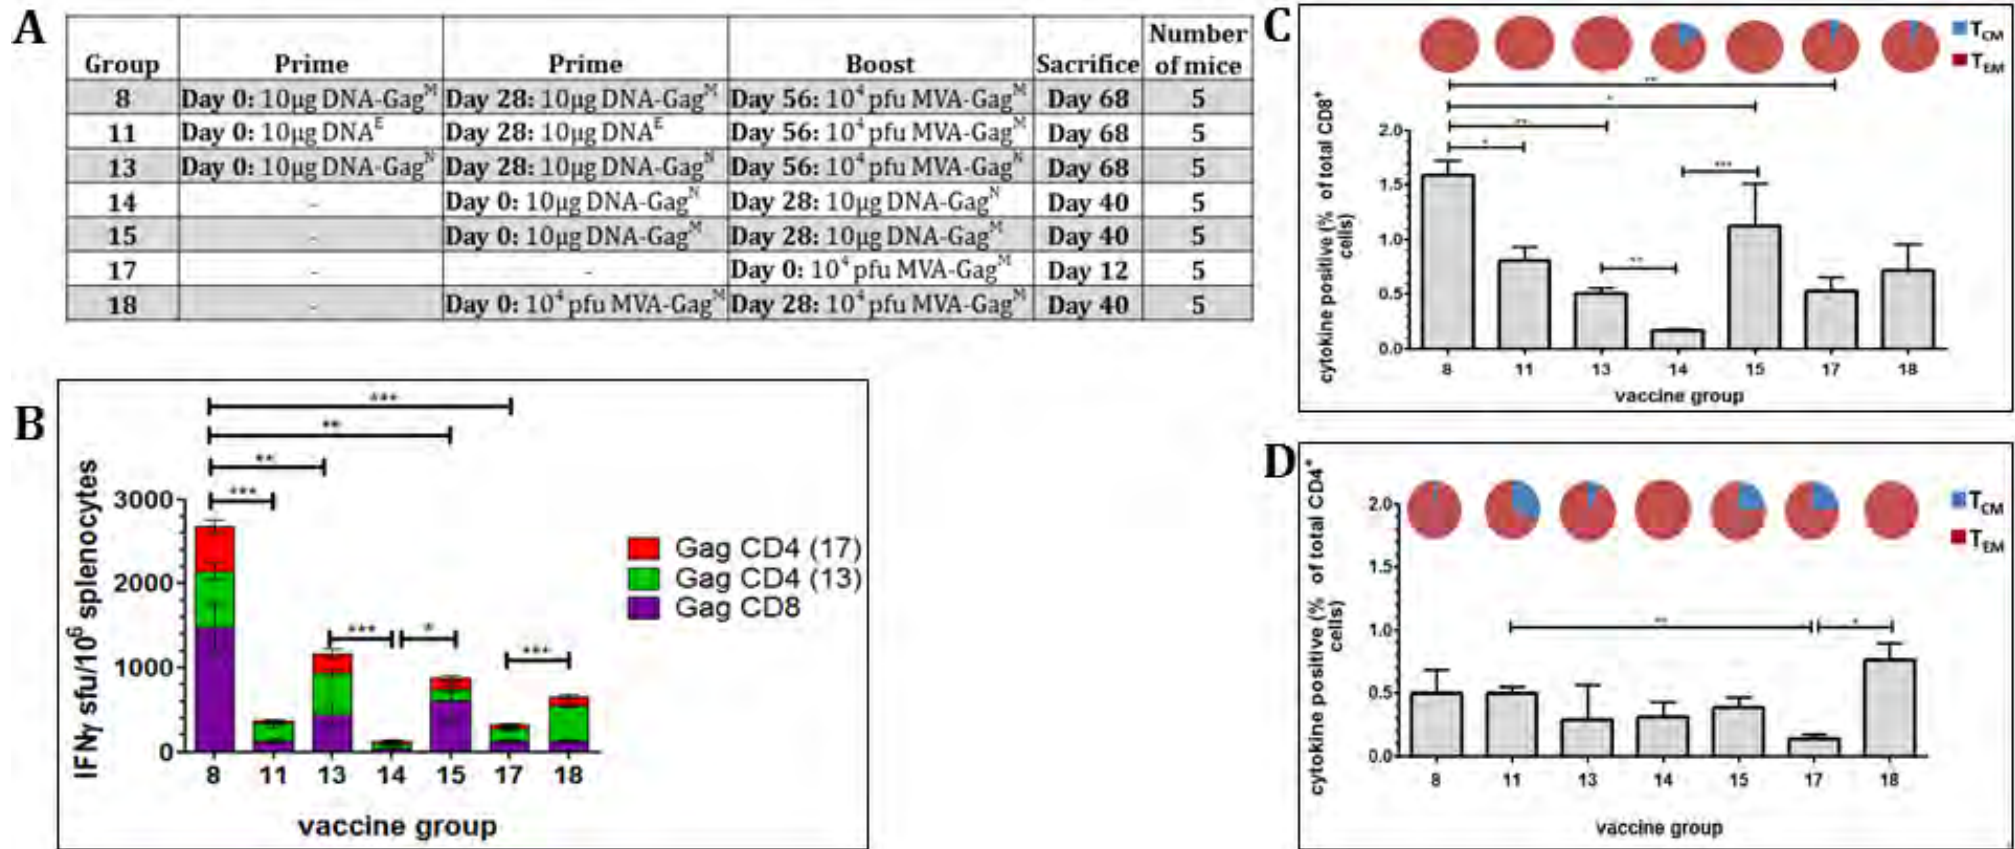 A
Group Prime Prime Boost Sacrifice Number of mice
8 Day 0: 10µg DNA-Gagᴹ Day 28: 10µg DNA-Gagᴹ Day 56: 10⁴ pfu MVA-Gagᴹ Day 68 5
11 Day 0: 10µg DNAᴱ Day 28: 10µg DNAᴱ Day 56: 10⁴ pfu MVA-Gagᴹ Day 68 5
13 Day 0: 10µg DNA-Gagᴺ Day 28: 10µg DNA-Gagᴺ Day 56: 10⁴ pfu MVA-Gagᴺ Day 68 5
14 - Day 0: 10µg DNA-Gagᴺ Day 28: 10µg DNA-Gagᴺ Day 40 5
15 - Day 0: 10µg DNA-Gagᴹ Day 28: 10µg DNA-Gagᴹ Day 40 5
17 - - Day 0: 10⁴ pfu MVA-Gagᴹ Day 12 5
18 - Day 0: 10⁴ pfu MVA-Gagᴹ Day 28: 10⁴ pfu MVA-Gagᴹ Day 40 5
B
IFNγ sfu/10⁶ splenocytes
***
**
**
***
3000
2000
1000
0
***
*
***
8 11 13 14 15 17 18
vaccine group
Gag CD4 (17)
Gag CD4 (13)
Gag CD8
C
T_CM
T_EM
cytokine positive (% of total CD8⁺
cells)
**
*
**
*
***
**
2.0
1.5
1.0
0.5
0.0
8 11 13 14 15 17 18
vaccine group
D
T_CM
T_EM
cytokine positive (% of total CD4⁺
cells)
**
*
2.0
1.5
1.0
0.5
0.0
8 11 13 14 15 17 18
vaccine group